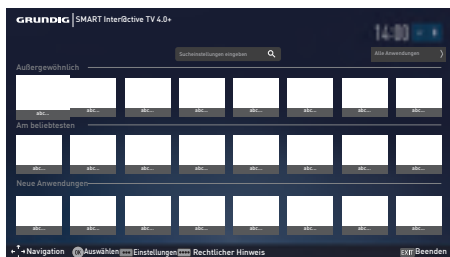 GRUNDIG SMART Inter@ctive TV 4.0+
14:00
Sucheinstellungen eingeben
Alle Anwendungen
Außergewöhnlich
abc... abc... abc... abc... abc... abc... abc... abc...
Am beliebtesten
abc... abc... abc... abc... abc... abc... abc... abc...
Neue Anwendungen
abc... abc... abc... abc... abc... abc... abc... abc...
Navigation OK Auswählen Einstellungen Rechtlicher Hinweis EXIT Beenden